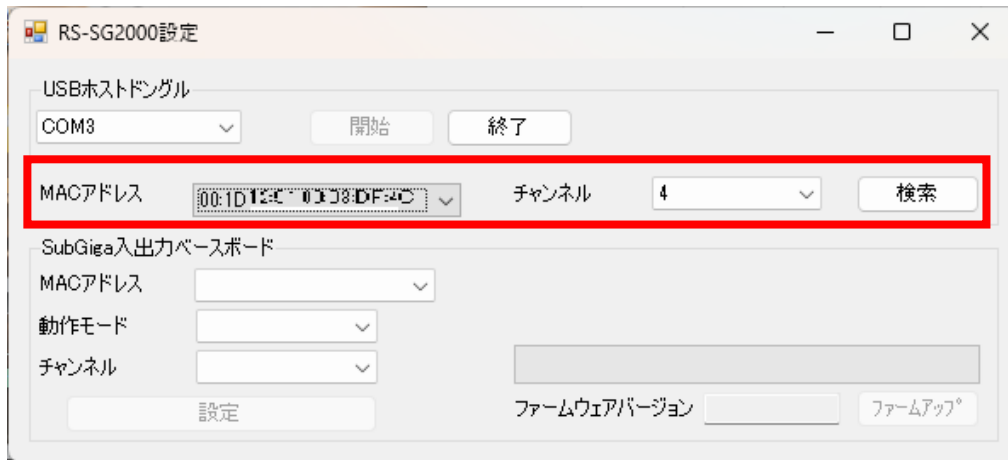 RS-SG2000設定
USBホストドングル
COM3 開始 終了
MACアドレス 00:1D チャンネル 4 検索
SubGiga入出力ベースボード
MACアドレス
動作モード
チャンネル
設定 ファームウェアバージョン ファームアップ